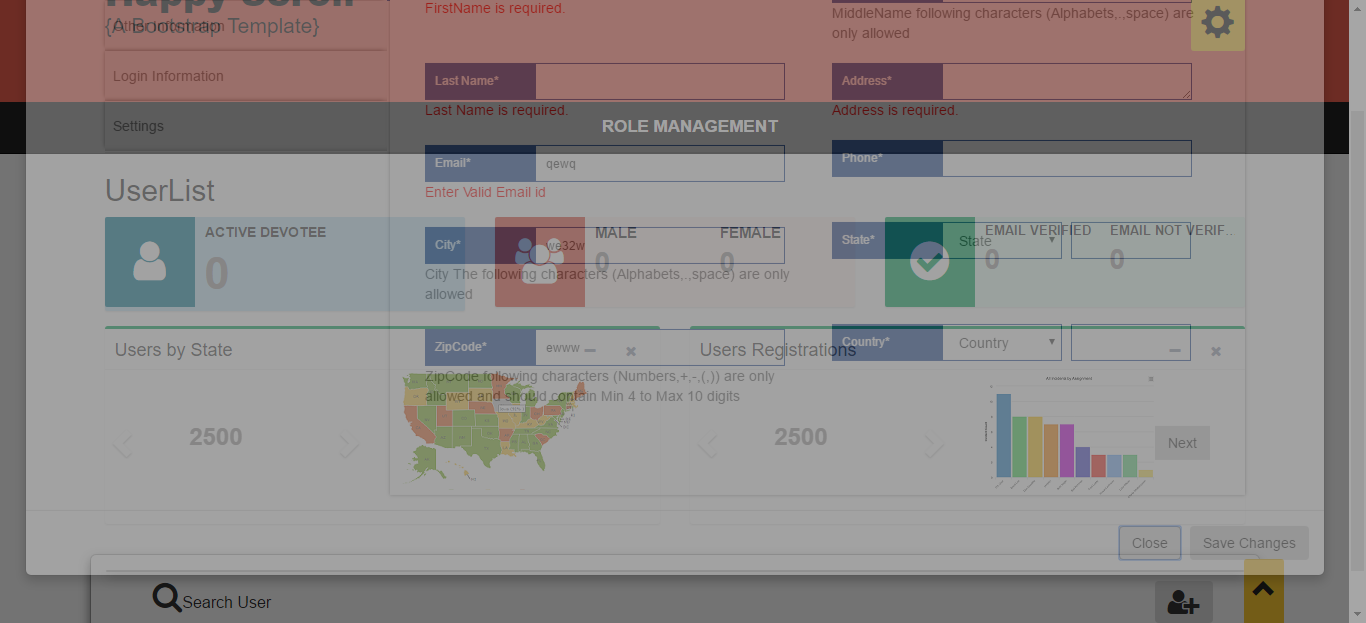 Happy Scroll
{A Bootstrap Template}
Other Information
FirstName is required.
MiddleName following characters (Alphabets,.,space) are
only allowed
Login Information
Last Name*
Address*
Last Name is required.
Address is required.
Settings
ROLE MANAGEMENT
Email*
qewq
Phone*
Enter Valid Email id
UserList
ACTIVE DEVOTEE
0
City*
we32w
MALE
0
FEMALE
0
State*
State
EMAIL VERIFIED
0
EMAIL NOT VERIF..
0
City The following characters (Alphabets,.,space) are only
allowed
Users by State
ZipCode*
ewww
Users Registrations
Country*
Country
ZipCode following characters (Numbers,+,-,(,)) are only
allowed and should contain Min 4 to Max 10 digits
2500
2500
Next
Close
Save Changes
Search User